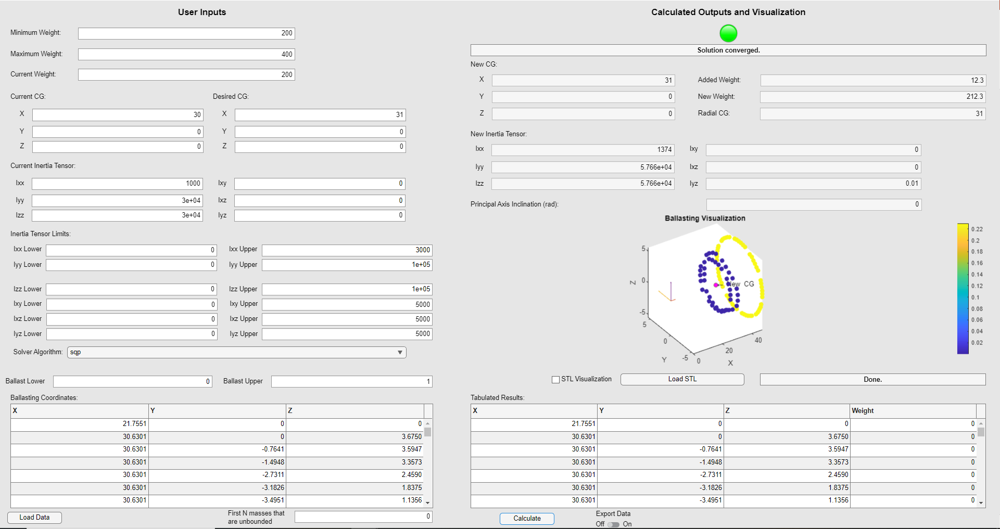 User Inputs
Minimum Weight: 200
Maximum Weight: 400
Current Weight: 200
Current CG: Desired CG:
X 30 X 31
Y 0 Y 0
Z 0 Z 0
Current Inertia Tensor:
Ixx 1000 Ixy 0
Iyy 3e+04 Ixz 0
Izz 3e+04 Iyz 0
Inertia Tensor Limits:
Ixx Lower 0 Ixx Upper 3000
Iyy Lower 0 Iyy Upper 1e+05
Izz Lower 0 Izz Upper 1e+05
Ixy Lower 0 Ixy Upper 5000
Ixz Lower 0 Ixz Upper 5000
Iyz Lower 0 Iyz Upper 5000
Solver Algorithm: sqp
Ballast Lower 0 Ballast Upper 1
Ballasting Coordinates:
X Y Z
21.7551 0 0
30.6301 0 3.6750
30.6301 -0.7641 3.5947
30.6301 -1.4948 3.3573
30.6301 -2.7311 2.4590
30.6301 -3.1826 1.8375
30.6301 -3.4951 1.1356
Load Data
First N masses that
are unbounded
0
Calculated Outputs and Visualization
Solution converged.
New CG:
X 31 Added Weight: 12.3
Y 0 New Weight: 212.3
Z 0 Radial CG: 31
New Inertia Tensor:
Ixx 1374 Ixy 0
Iyy 5.766e+04 Ixz 0
Izz 5.766e+04 Iyz 0.01
Principal Axis Inclination (rad): 0
Ballasting Visualization
5
0
-5
Z
5
0
-5
Y
0
20
40
X
New CG
0.22
0.2
0.18
0.16
0.14
0.12
0.1
0.08
0.06
0.04
0.02
STL Visualization Load STL Done.
Tabulated Results:
X Y Z Weight
21.7551 0 0 0
30.6301 0 3.6750 0
30.6301 -0.7641 3.5947 0
30.6301 -1.4948 3.3573 0
30.6301 -2.7311 2.4590 0
30.6301 -3.1826 1.8375 0
30.6301 -3.4951 1.1356 0
Calculate
Export Data
Off On